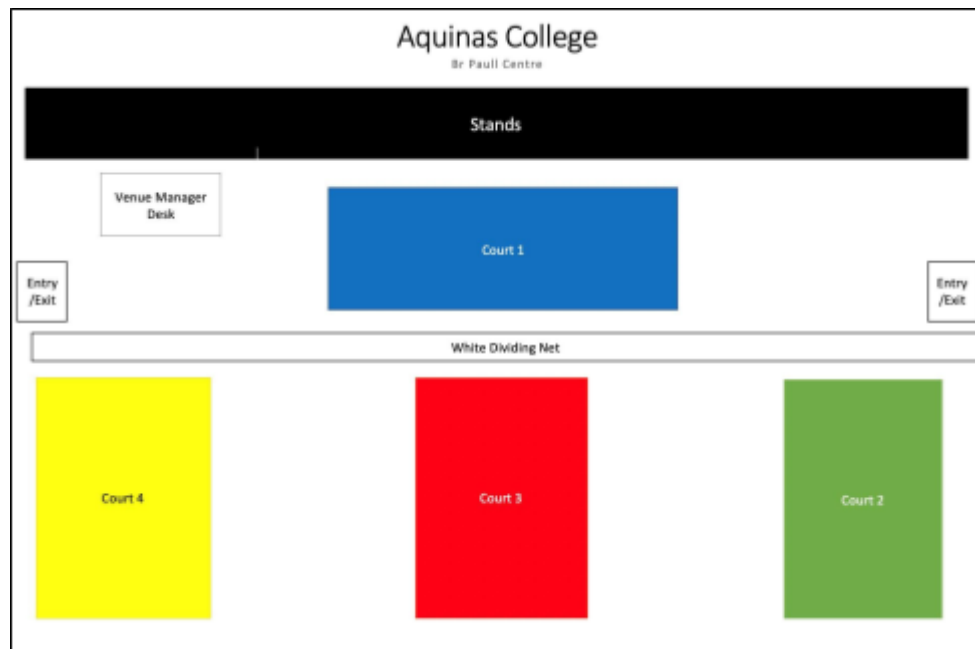 Aquinas College
Br Paull Centre
Stands
Venue Manager
Desk
Court 1
Entry
/Exit
Entry
/Exit
White Dividing Net
Court 4
Court 3
Court 2